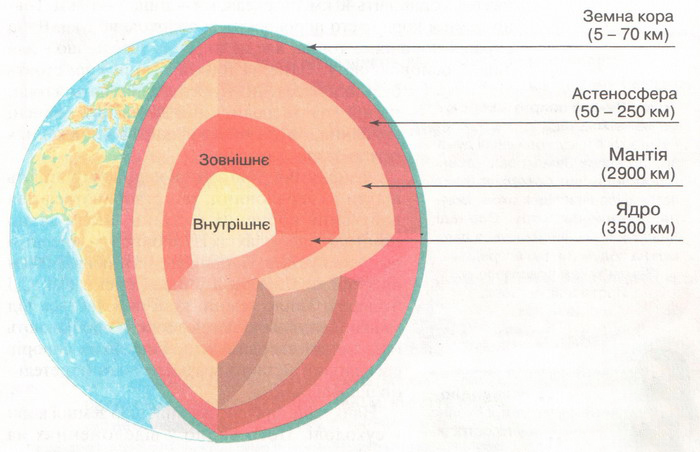 Земна кора
(5 – 70 км)
Астеносфера
(50 – 250 км)
Мантія
(2900 км)
Ядро
(3500 км)
Зовнішнє
Внутрішнє